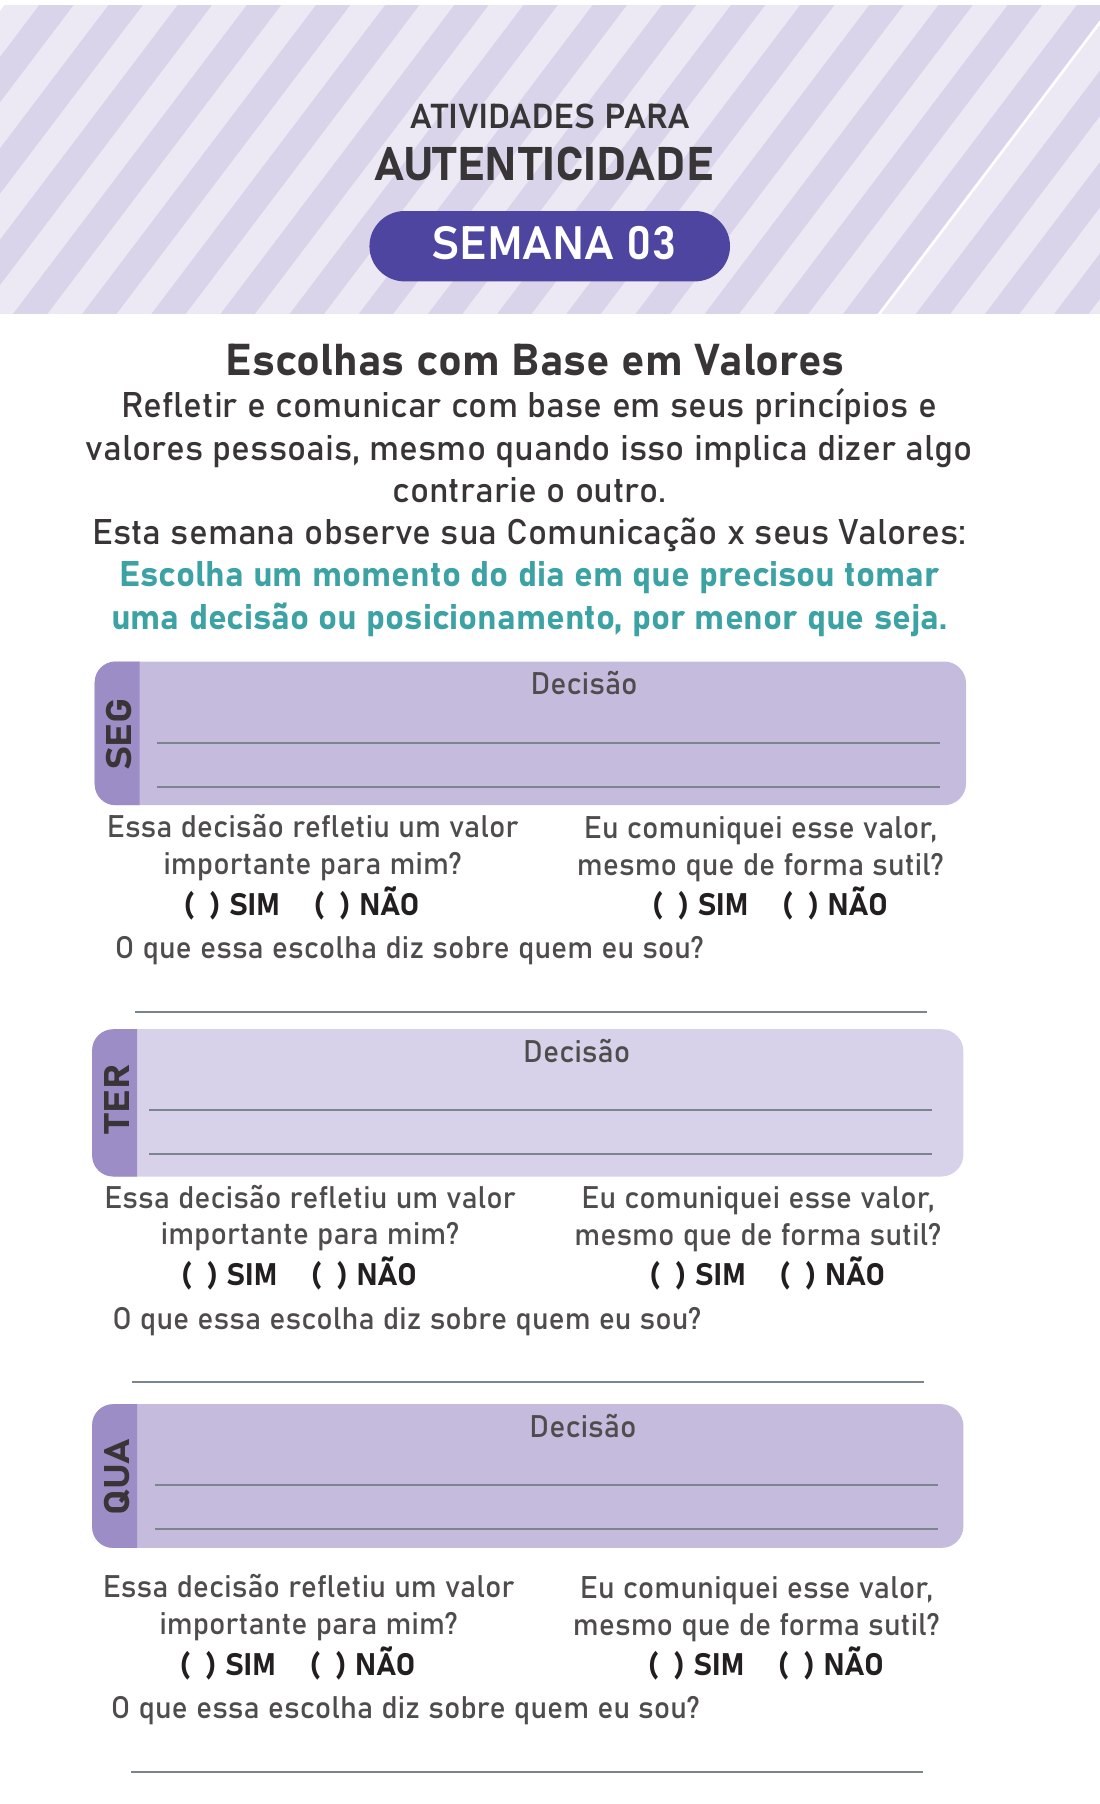 ATIVIDADES PARA
AUTENTICIDADE
SEMANA 03
Escolhas com Base em Valores
Refletir e comunicar com base em seus princípios e
valores pessoais, mesmo quando isso implica dizer algo
contrarie o outro.
Esta semana observe sua Comunicação x seus Valores:
Escolha um momento do dia em que precisou tomar
uma decisão ou posicionamento, por menor que seja.
SEG
Decisão
Essa decisão refletiu um valor
importante para mim?
( ) SIM ( ) NÃO
Eu comuniquei esse valor,
mesmo que de forma sutil?
( ) SIM ( ) NÃO
O que essa escolha diz sobre quem eu sou?
TER
Decisão
Essa decisão refletiu um valor
importante para mim?
( ) SIM ( ) NÃO
Eu comuniquei esse valor,
mesmo que de forma sutil?
( ) SIM ( ) NÃO
O que essa escolha diz sobre quem eu sou?
QUA
Decisão
Essa decisão refletiu um valor
importante para mim?
( ) SIM ( ) NÃO
Eu comuniquei esse valor,
mesmo que de forma sutil?
( ) SIM ( ) NÃO
O que essa escolha diz sobre quem eu sou?